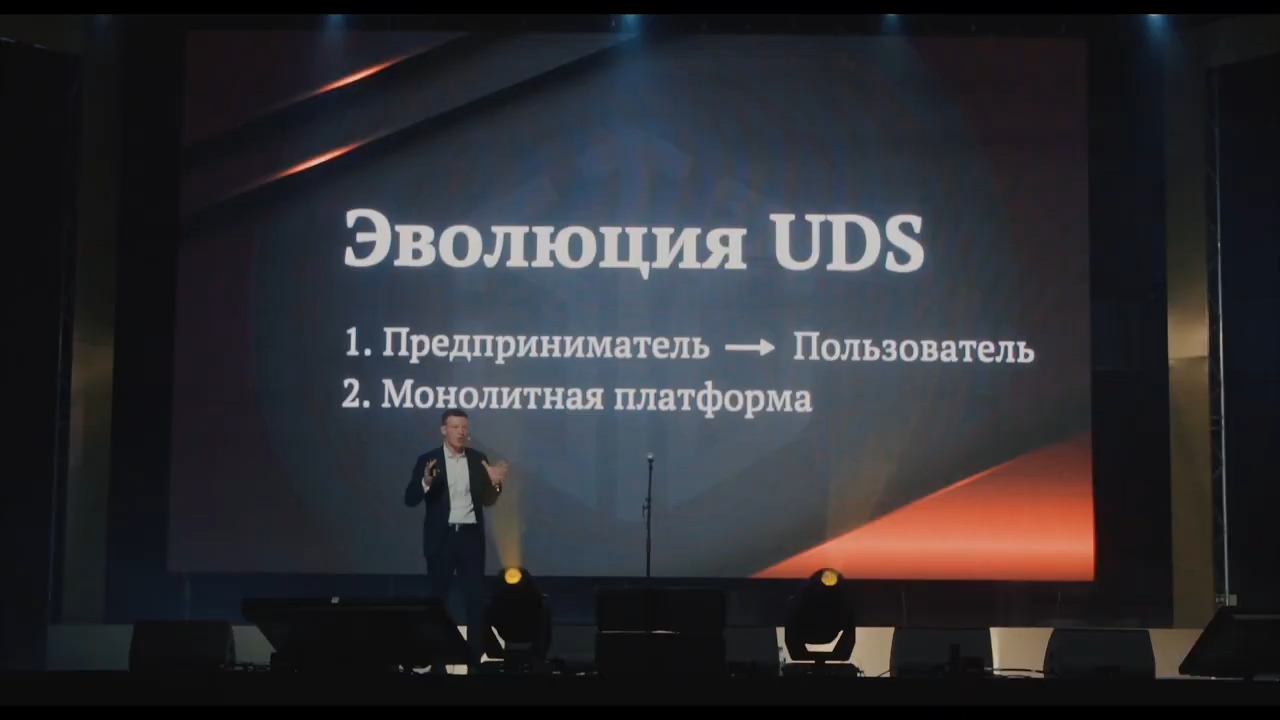 Эволюция UDS
1. Предприниматель → Пользователь
2. Монолитная платформа